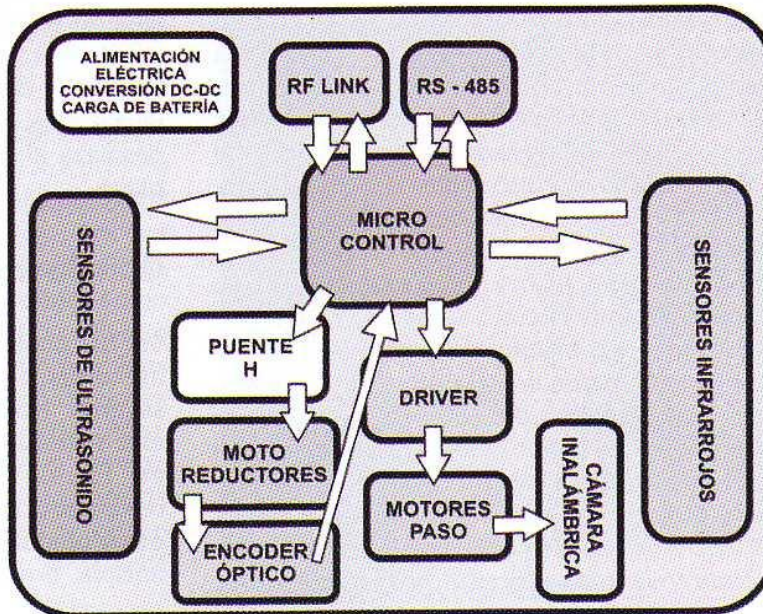 ALIMENTACIÓN
ELÉCTRICA
CONVERSIÓN DC-DC
CARGA DE BATERÍA
RF LINK
RS - 485
MICRO
CONTROL
SENSORES DE ULTRASONIDO
SENSORES INFRARROJOS
PUENTE
H
DRIVER
MOTO
REDUCTORES
MOTORES
PASO
CÁMARA
INALÁMBRICA
ENCODER
ÓPTICO